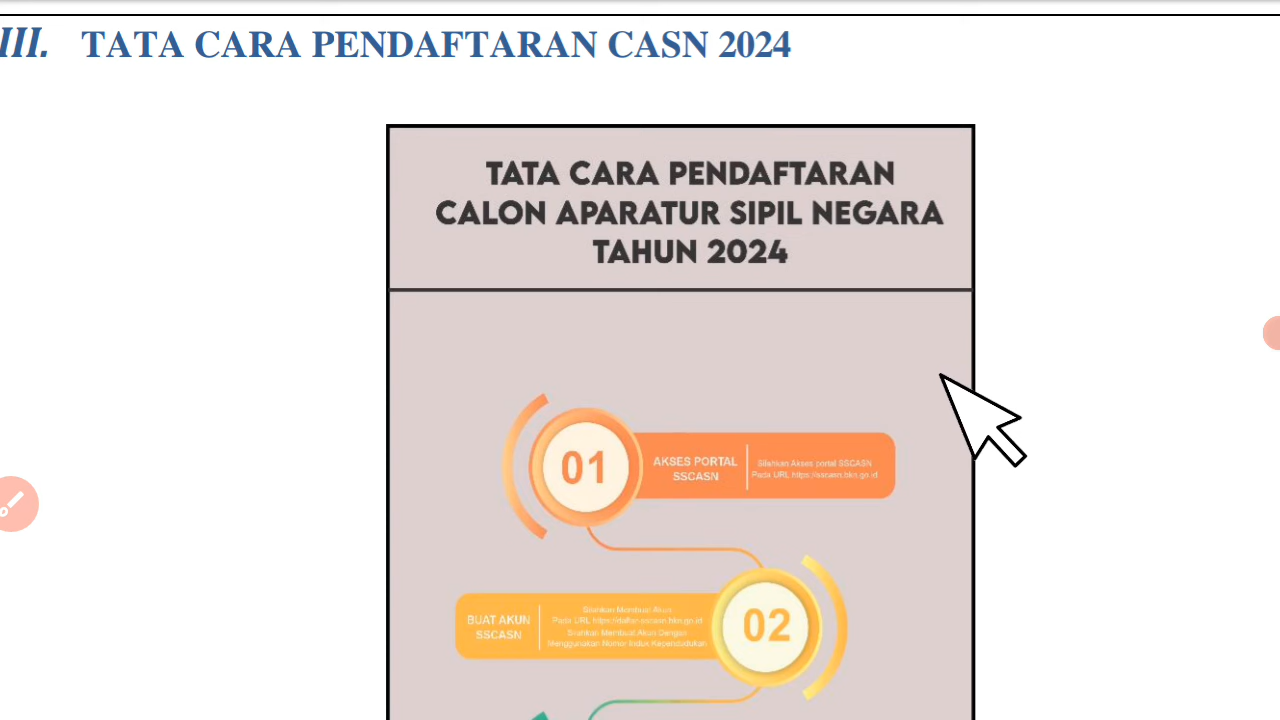 III. TATA CARA PENDAFTARAN CASN 2024
TATA CARA PENDAFTARAN
CALON APARATUR SIPIL NEGARA
TAHUN 2024
01
AKSES PORTAL
SSCASN
Silahkan Akses portal SSCASN
Pada URL https://sscasn.bkn.go.id
BUAT AKUN
SSCASN
Silahkan Membuat Akun
Pada URL https://daftar-sscasn.bkn.go.id
Silahkan Membuat Akun Dengan
Menggunakan Nomor Induk Kependudukan
02